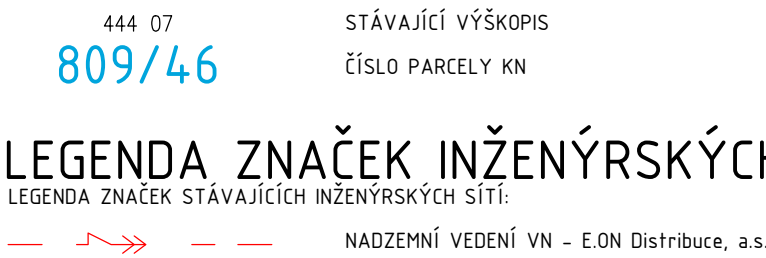 444 07 STÁVAJÍCÍ VÝŠKOPIS
809/46 ČÍSLO PARCELY KN
LEGENDA ZNAČEK INŽENÝRSKÝCH
LEGENDA ZNAČEK STÁVAJÍCÍCH INŽENÝRSKÝCH SÍTÍ:
NADZEMNÍ VEDENÍ VN - E.ON Distribuce, a.s.